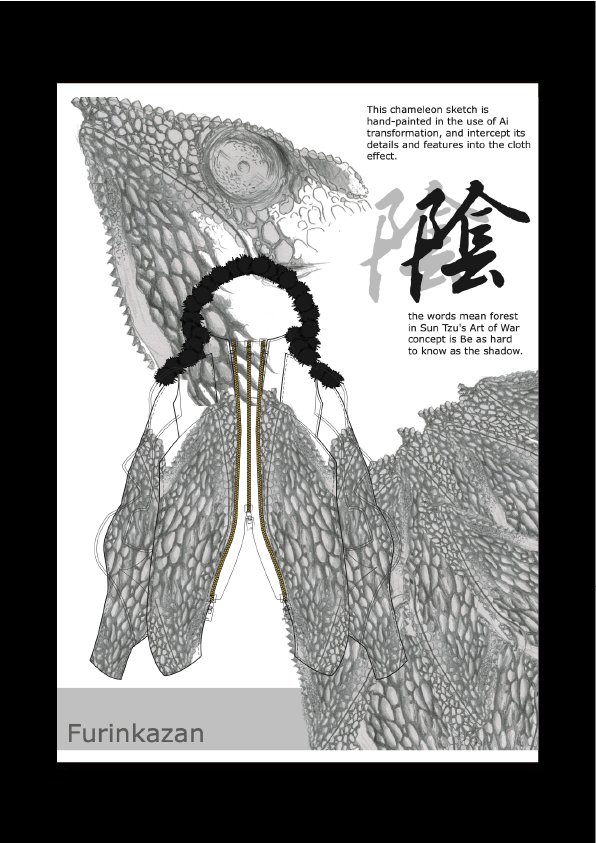 This chameleon sketch is
hand-painted in the use of Ai
transformation, and intercept its
details and features into the cloth
effect.
陰
the words mean forest
in Sun Tzu's Art of War
concept is Be as hard
to know as the shadow.
Furinkazan